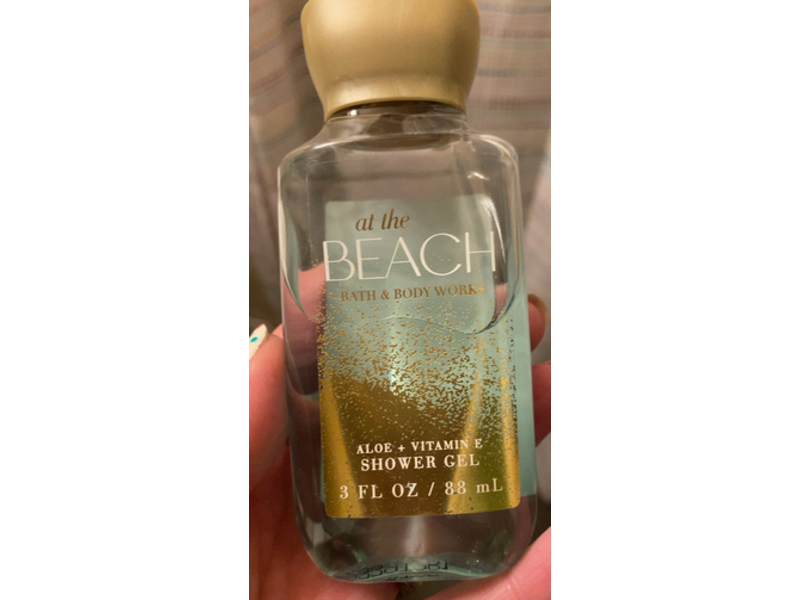 at the
BEACH
BATH & BODY WORKS
ALOE + VITAMIN E
SHOWER GEL
3 FL OZ / 88 mL